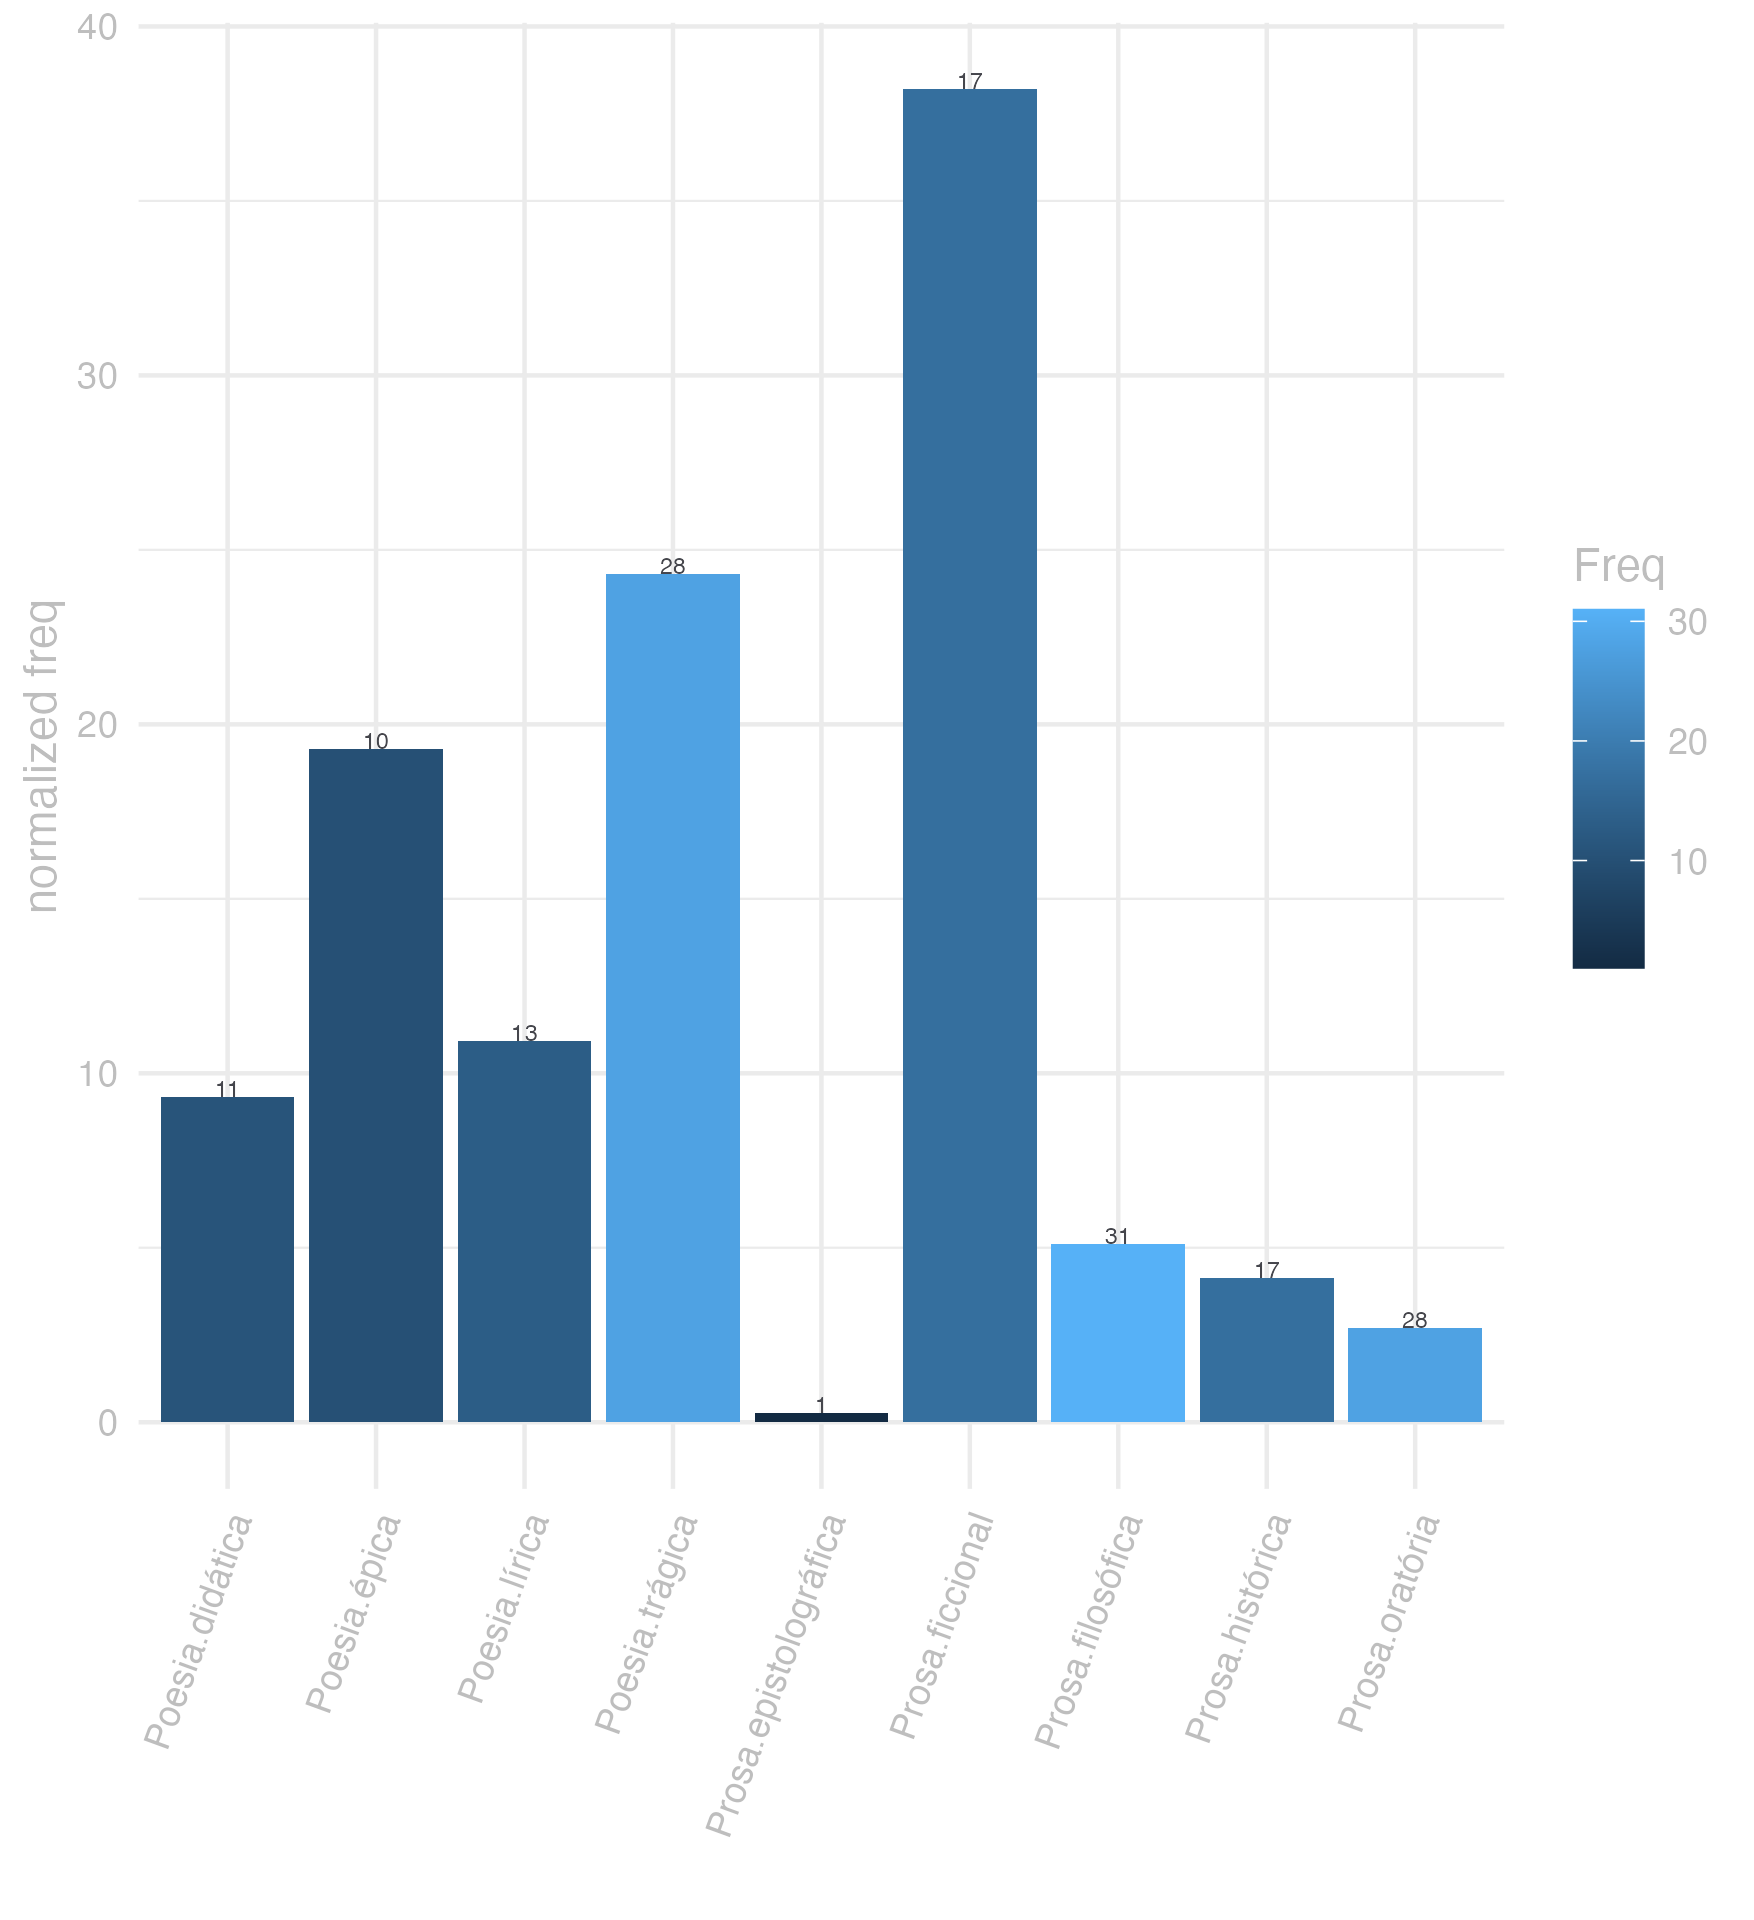 40
30
20
10
0
normalized freq
11
10
13
28
1
17
31
17
28
Poesia.didática
Poesia.épica
Poesia.lírica
Poesia.trágica
Prosa.epistolográfica
Prosa.ficcional
Prosa.filosófica
Prosa.histórica
Prosa.oratória
Freq
30
20
10